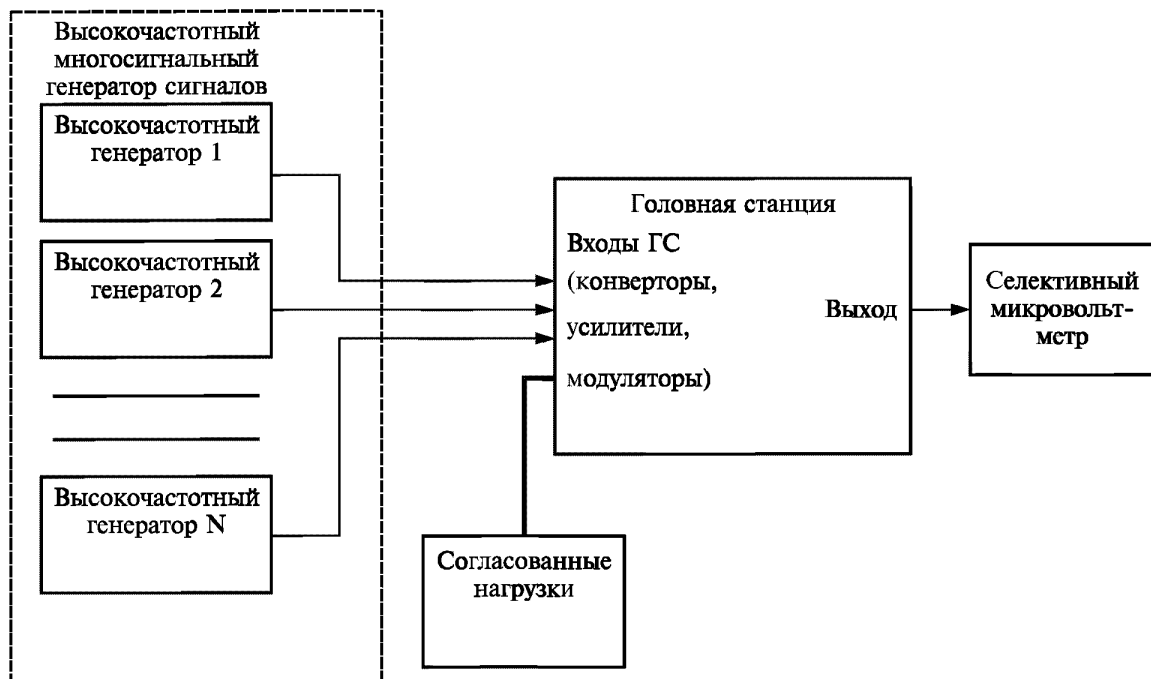 Высокочастотный
многосигнальный
генератор сигналов
Высокочастотный
генератор 1
Высокочастотный
генератор 2
Высокочастотный
генератор N
Головная станция
Входы ГС
(конверторы,
усилители,
модуляторы)
Выход
Селективный
микровольт-
метр
Согласованные
нагрузки